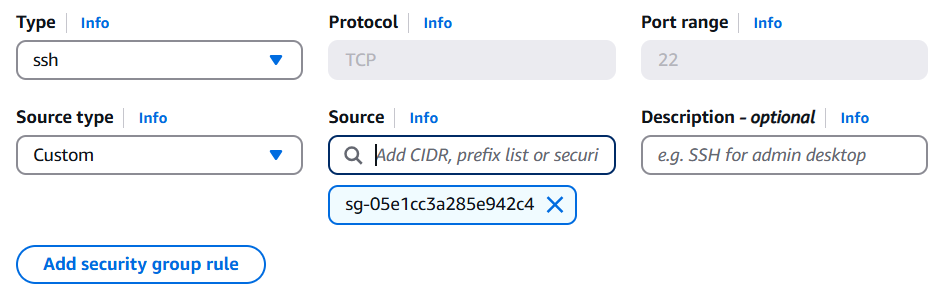 Type Info Protocol Info Port range Info
ssh TCP 22
Source type Info Source Info Description - optional Info
Custom Add CIDR, prefix list or securi e.g. SSH for admin desktop
sg-05e1cc3a285e942c4
Add security group rule